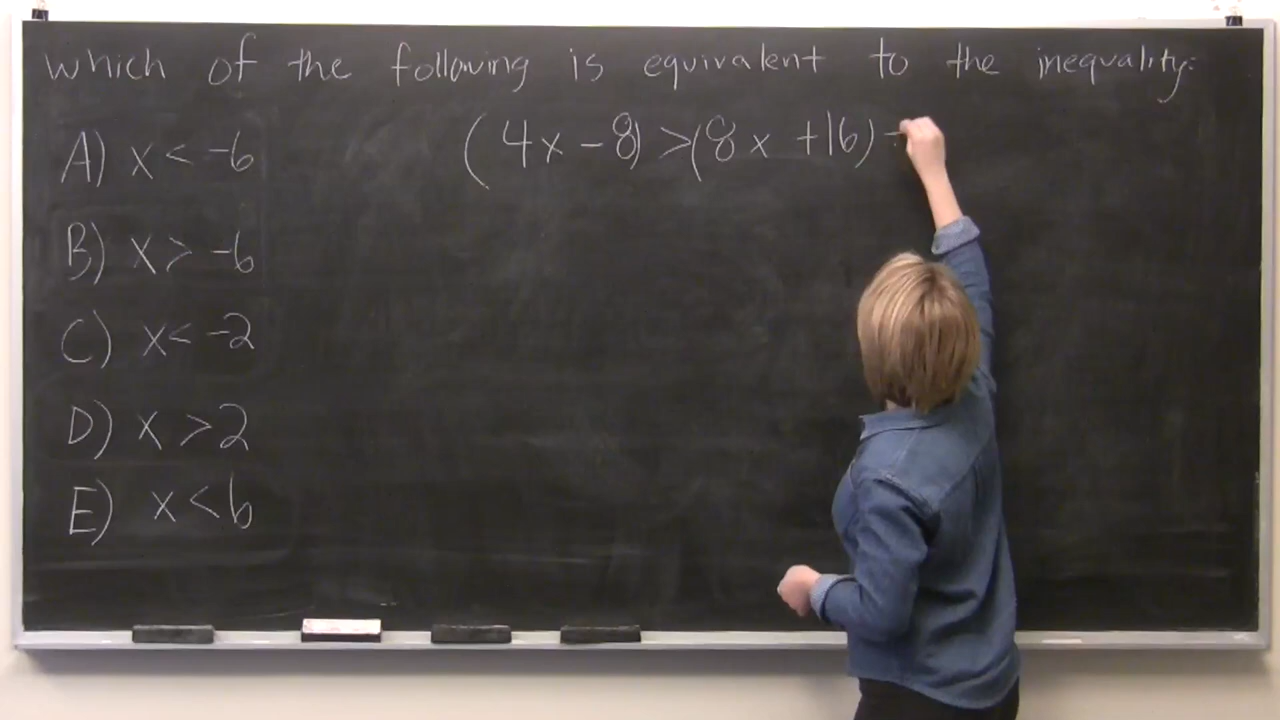 which of the following is equivalent to the inequality:
(4x-8)>(8x+16)
A) x < -6
B) x > -6
C) x < -2
D) x > 2
E) x < 6